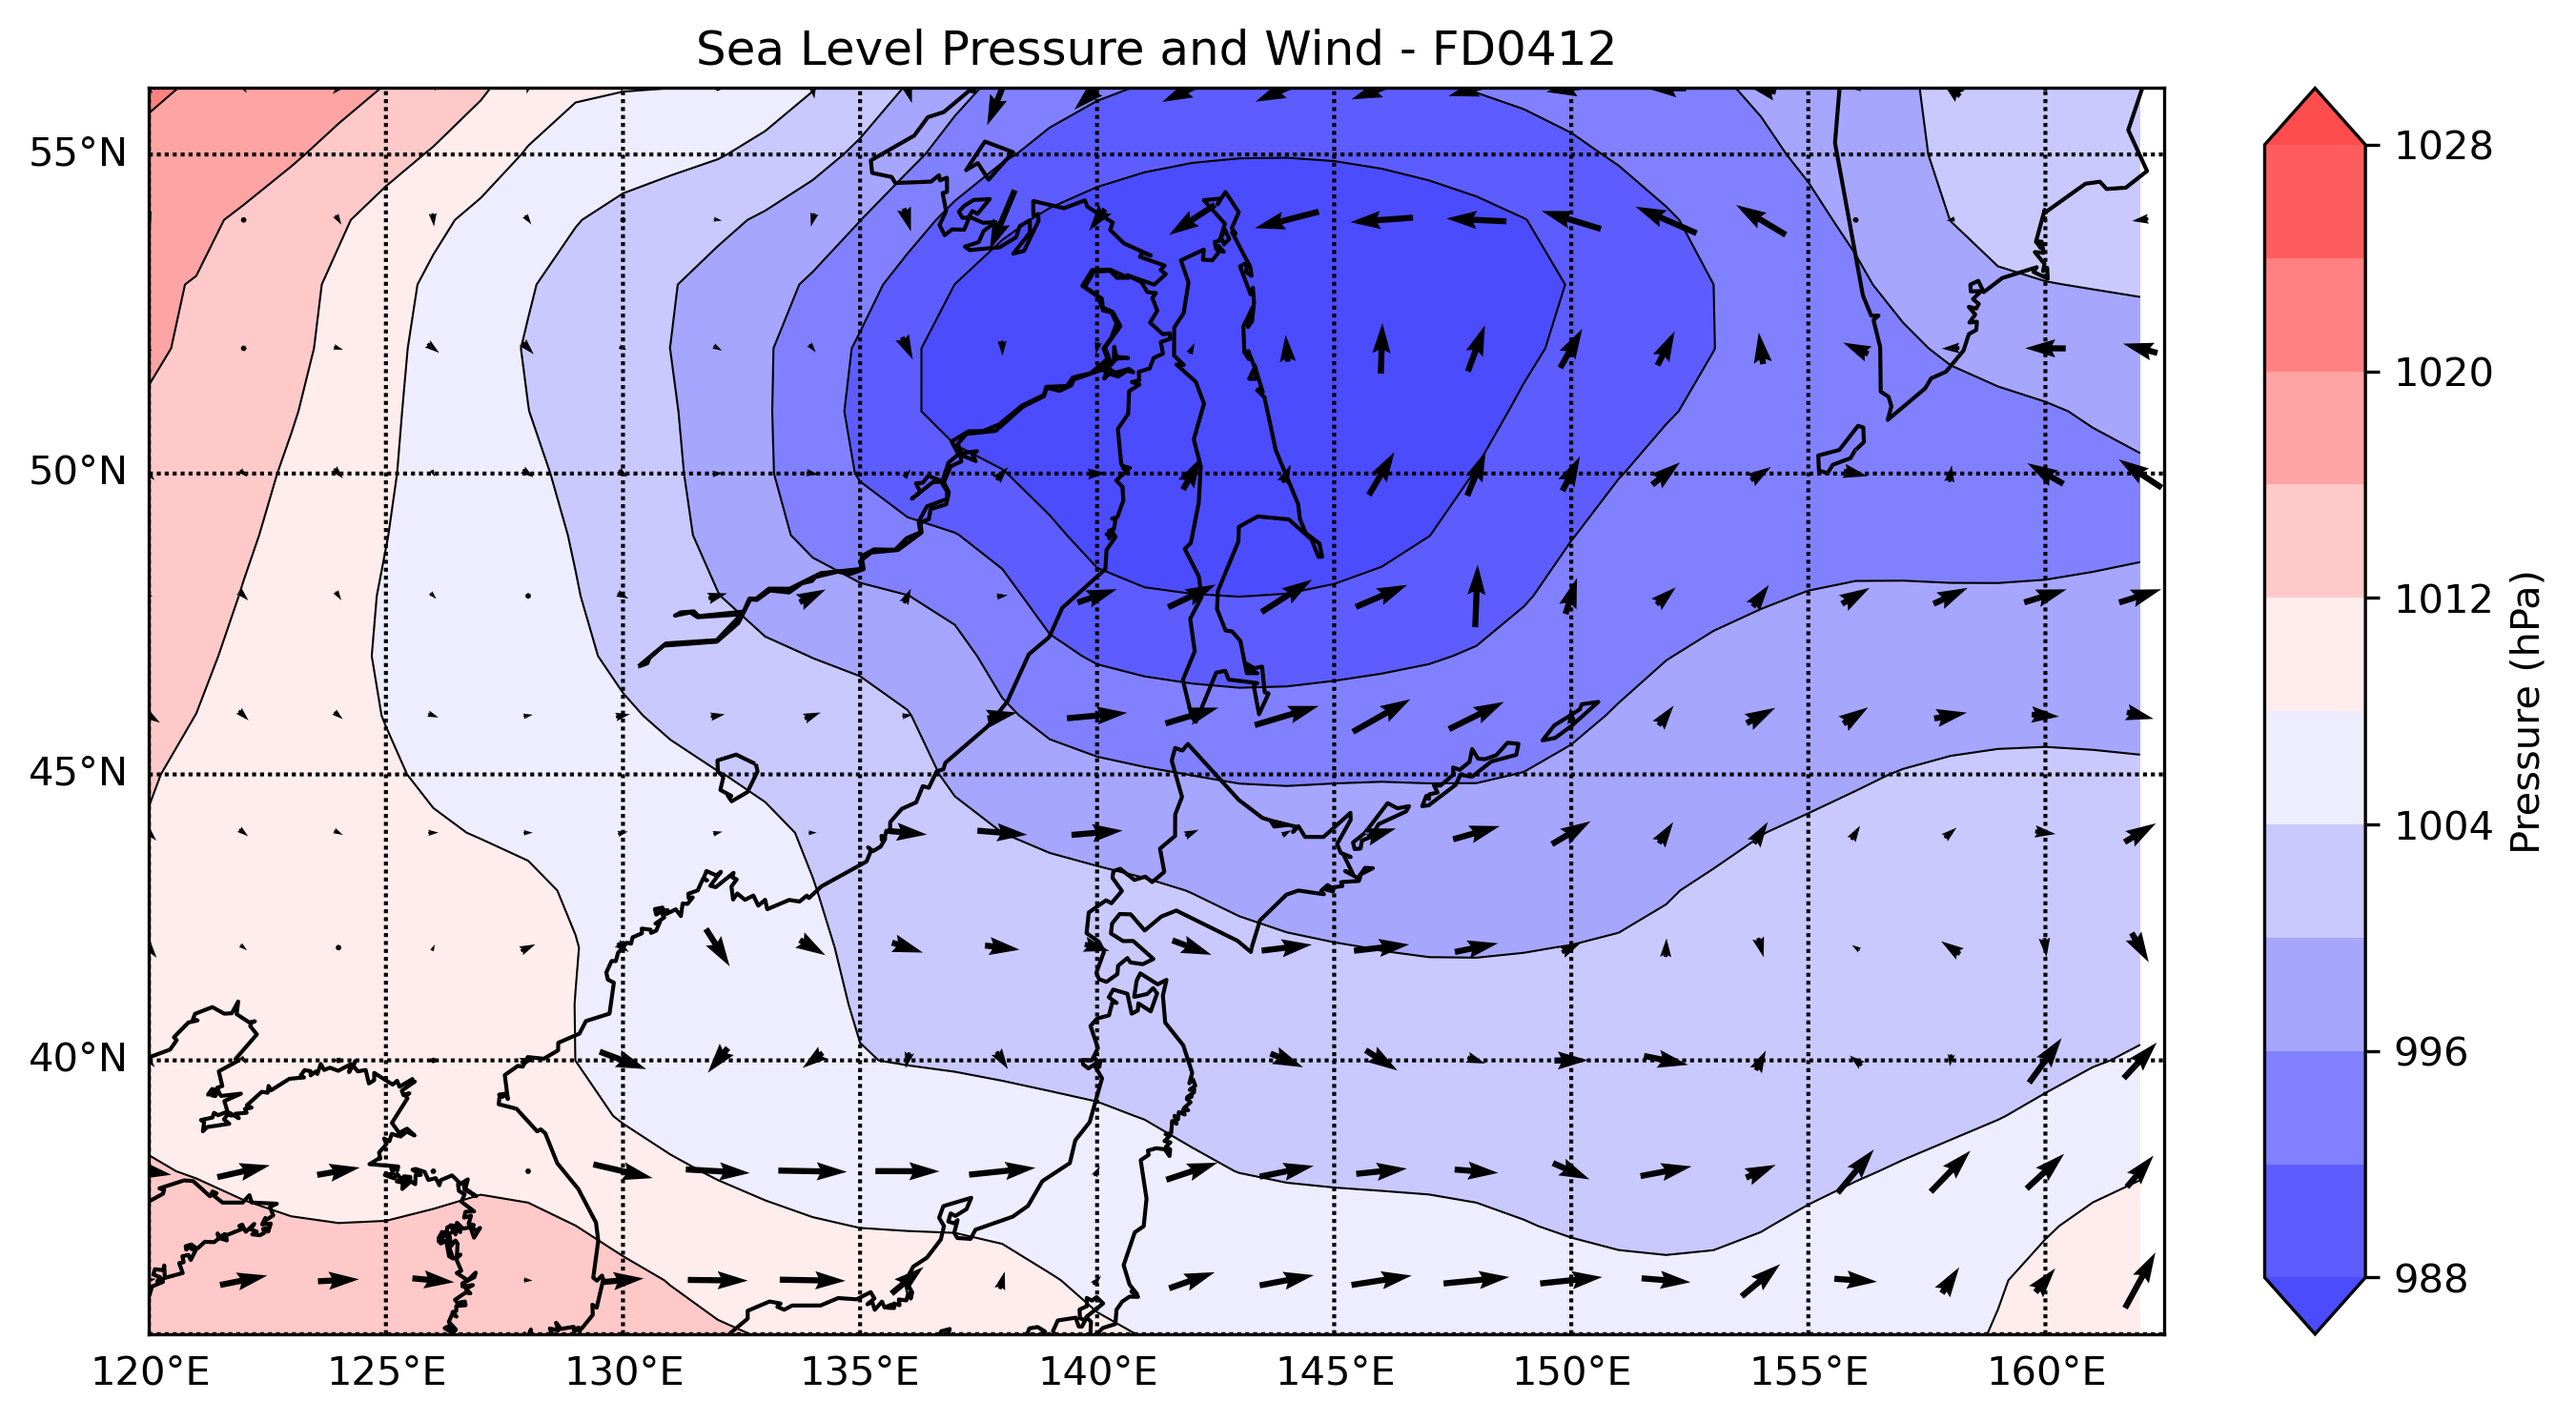 Sea Level Pressure and Wind - FD0412
55°N
50°N
45°N
40°N
120°E 125°E 130°E 135°E 140°E 145°E 150°E 155°E 160°E
1028
1020
1012
1004
996
988
Pressure (hPa)